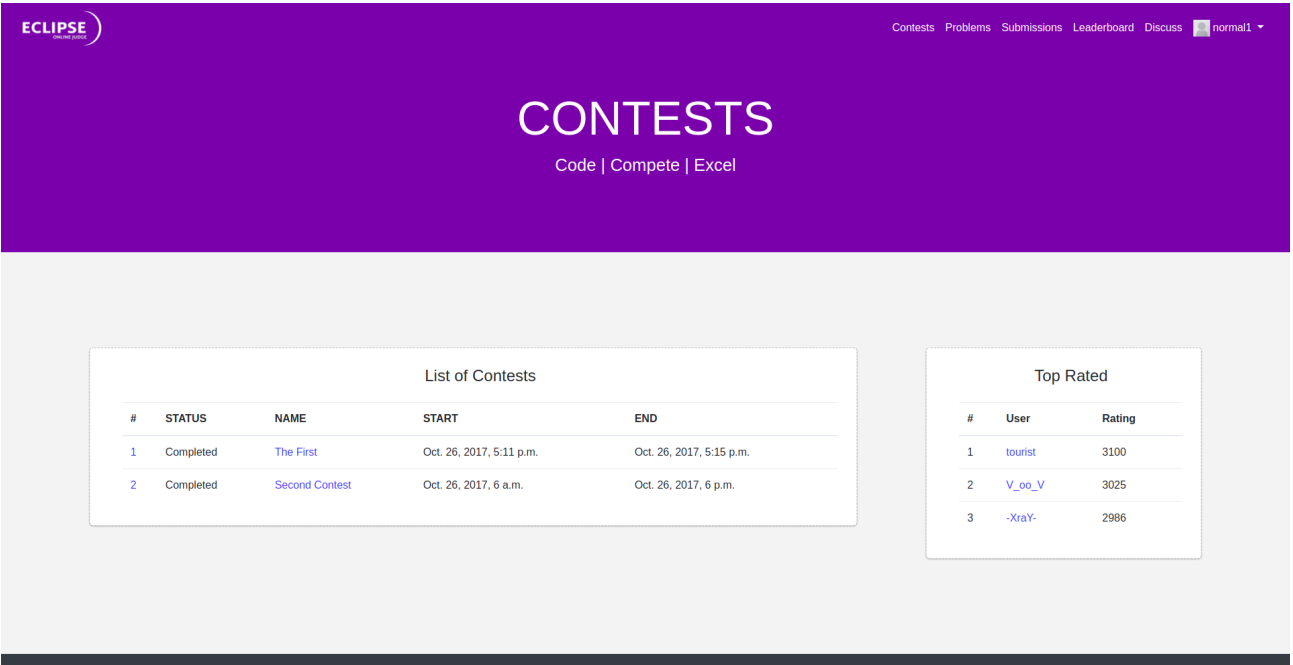 ECLIPSE
ONLINE JUDGE
Contests Problems Submissions Leaderboard Discuss normal1
CONTESTS
Code | Compete | Excel
List of Contests
# STATUS NAME START END
1 Completed The First Oct. 26, 2017, 5:11 p.m. Oct. 26, 2017, 5:15 p.m.
2 Completed Second Contest Oct. 26, 2017, 6 a.m. Oct. 26, 2017, 6 p.m.
Top Rated
# User Rating
1 tourist 3100
2 V_oo_V 3025
3 -XraY- 2986